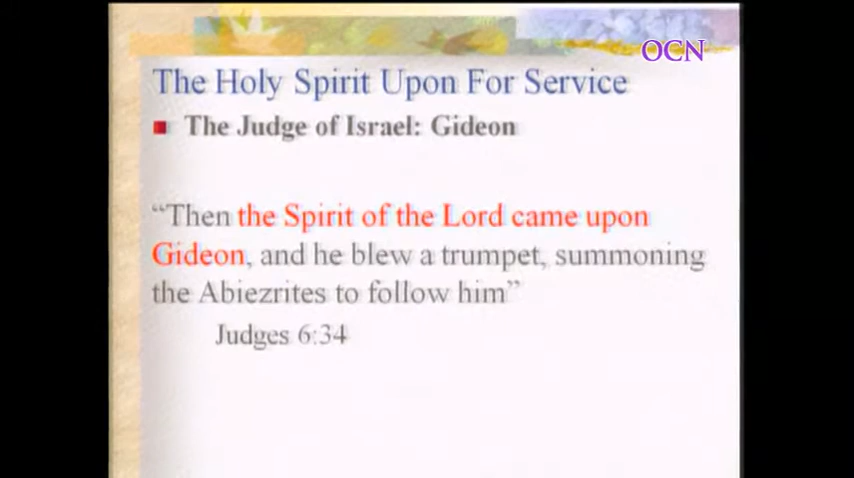 OCN
The Holy Spirit Upon For Service
The Judge of Israel: Gideon
“Then the Spirit of the Lord came upon
Gideon, and he blew a trumpet, summoning
the Abiezrites to follow him”
Judges 6:34